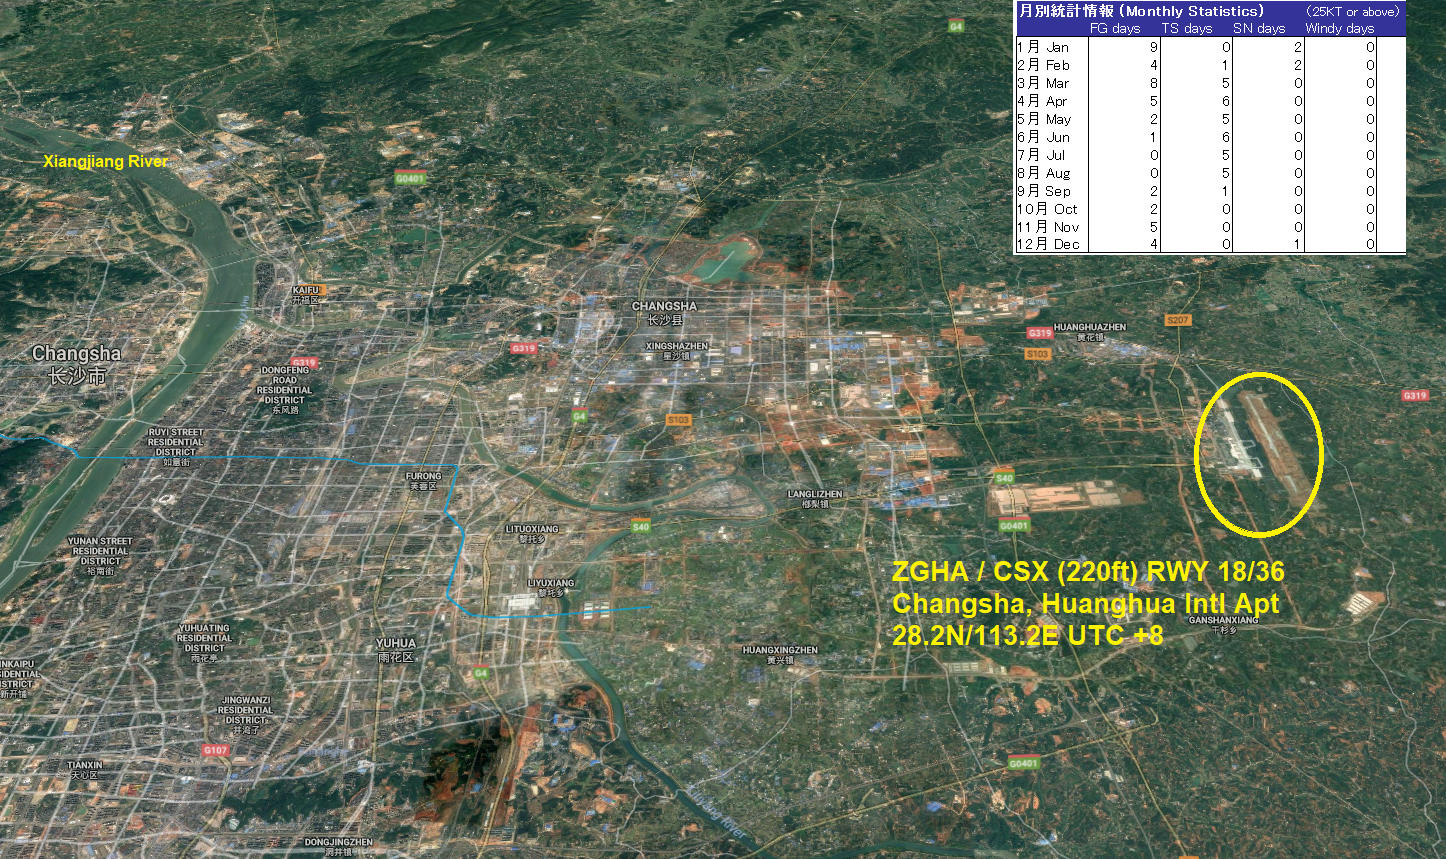 月別統計情報 (Monthly Statistics) (25KT or above)
FG days TS days SN days Windy days
1月 Jan 9 0 2 0
2月 Feb 4 1 2 0
3月 Mar 8 5 0 0
4月 Apr 5 6 0 0
5月 May 2 5 0 0
6月 Jun 1 6 0 0
7月 Jul 0 5 0 0
8月 Aug 0 5 0 0
9月 Sep 2 1 0 0
10月 Oct 2 0 0 0
11月 Nov 5 0 0 0
12月 Dec 4 0 1 0
G4
Xiangjiang River
G0401
KAIFU
开福区
CHANGSHA
长沙县
S207
G319
HUANGHUAZHEN
黄花镇
S103
Changsha
长沙市
G319
XINGSHAZHEN
星沙镇
G319
DONGFENG
ROAD
RESIDENTIAL
DISTRICT
东风路
G319
G4
S103
RUYI STREET
RESIDENTIAL
DISTRICT
如意街
FURONG
芙蓉区
S40
LANGLIZHEN
榔梨镇
G0401
LITUOXIANG
黎托乡
S40
YUNAN STREET
RESIDENTIAL
DISTRICT
裕南街
LIYUXIANG
黎托乡
ZGHA / CSX (220ft) RWY 18/36
Changsha, Huanghua Intl Apt
28.2N/113.2E UTC +8
GANSHANXIANG
干杉乡
YUHUATING
RESIDENTIAL
DISTRICT
雨花亭
YUHUA
雨花区
HUANGXINGZHEN
黄兴镇
INKAIPU
SIDENTIAL
STRICT
新开铺
G4
JINGWANZI
RESIDENTIAL
DISTRICT
井湾子
G107
TIANXIN
天心区
G0401
Liuyang River
DONGJINGZHEN
洞井镇